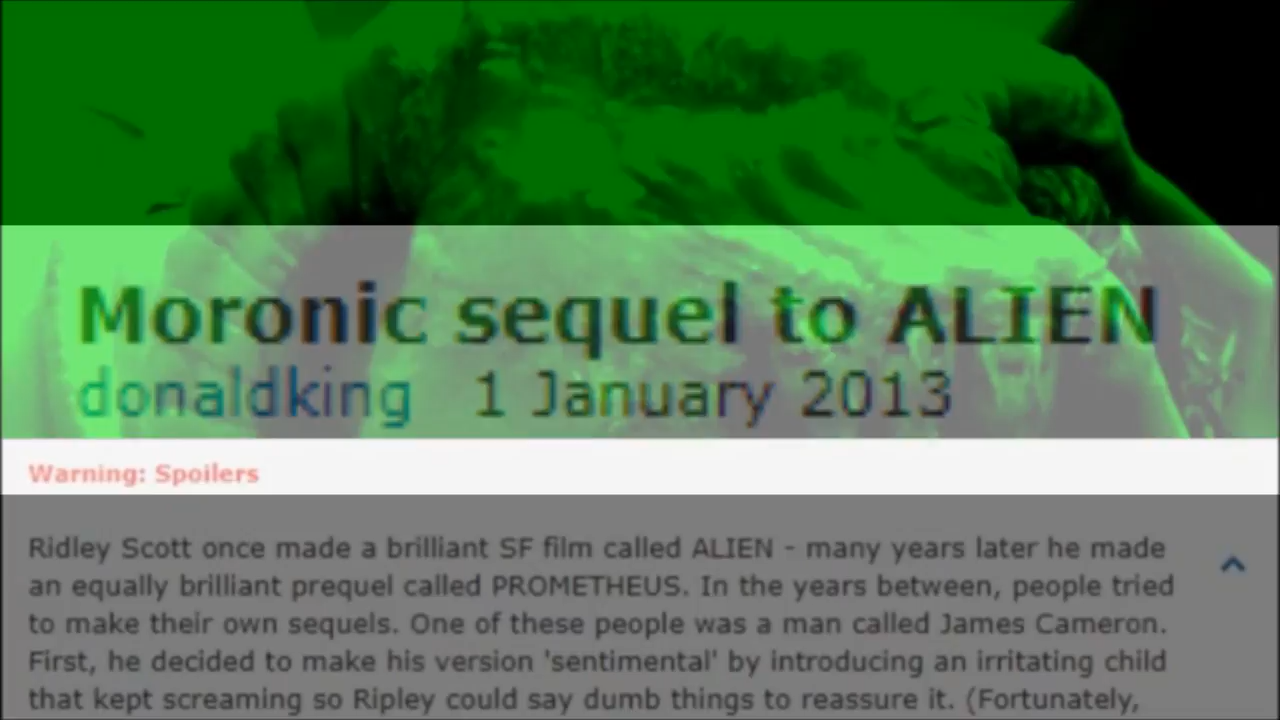 Moronic sequel to ALIEN
donaldking 1 January 2013
Warning: Spoilers
Ridley Scott once made a brilliant SF film called ALIEN - many years later he made
an equally brilliant prequel called PROMETHEUS. In the years between, people tried
to make their own sequels. One of these people was a man called James Cameron.
First, he decided to make his version 'sentimental' by introducing an irritating child
that kept screaming so Ripley could say dumb things to reassure it. (Fortunately,